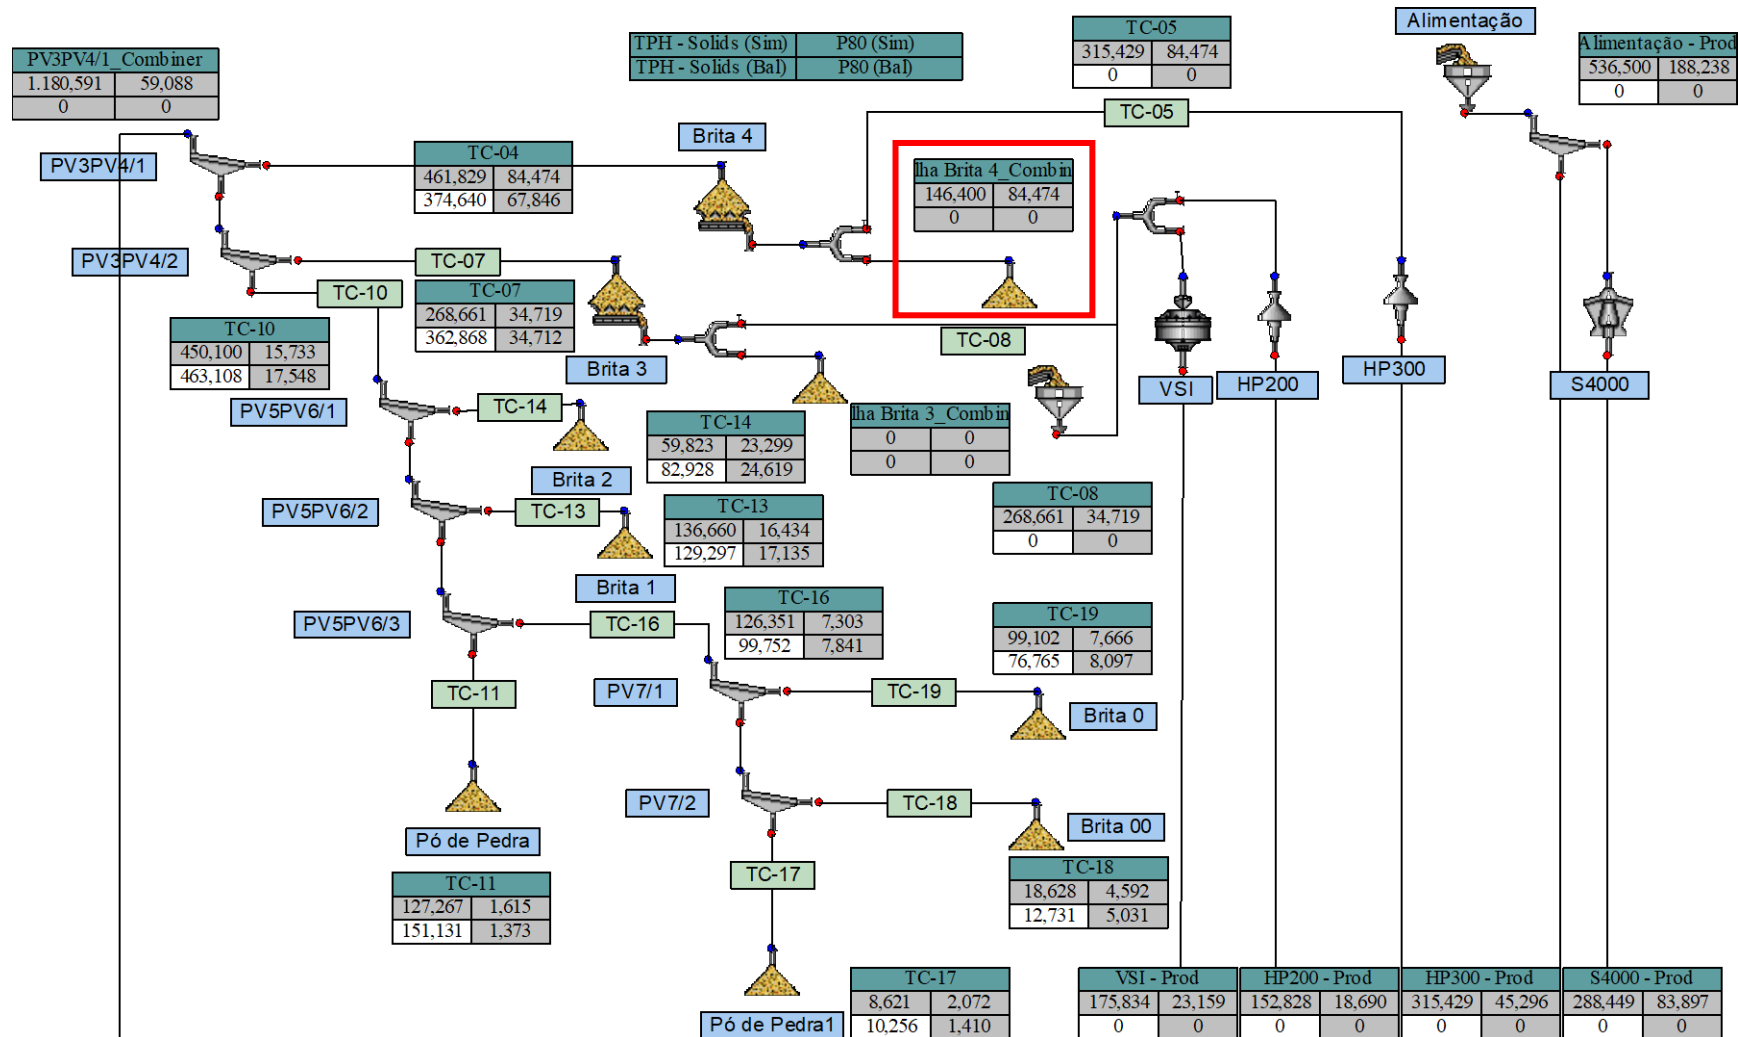 Alimentação
TC-05
315,429 84,474
0 0
TPH - Solids (Sim) P80 (Sim)
TPH - Solids (Bal) P80 (Bal)
Alimentação - Prod
536,500 188,238
0 0
PV3PV4/1_Combiner
1.180,591 59,088
0 0
TC-05
Brita 4
PV3PV4/1
TC-04
461,829 84,474
374,640 67,846
lha Brita 4_Combin
146,400 84,474
0 0
PV3PV4/2
TC-07
TC-10
TC-07
268,661 34,719
362,868 34,712
TC-10
450,100 15,733
463,108 17,548
TC-08
Brita 3
VSI
HP200
HP300
S4000
PV5PV6/1
TC-14
TC-14
59,823 23,299
82,928 24,619
lha Brita 3_Combin
0 0
0 0
Brita 2
PV5PV6/2
TC-13
TC-13
136,660 16,434
129,297 17,135
TC-08
268,661 34,719
0 0
Brita 1
PV5PV6/3
TC-16
TC-16
126,351 7,303
99,752 7,841
TC-19
99,102 7,666
76,765 8,097
TC-11
PV7/1
TC-19
Brita 0
PV7/2
TC-18
Brita 00
Pó de Pedra
TC-11
127,267 1,615
151,131 1,373
TC-17
TC-18
18,628 4,592
12,731 5,031
Pó de Pedra1
TC-17
8,621 2,072
10,256 1,410
VSI - Prod
175,834 23,159
0 0
HP200 - Prod
152,828 18,690
0 0
HP300 - Prod
315,429 45,296
0 0
S4000 - Prod
288,449 83,897
0 0